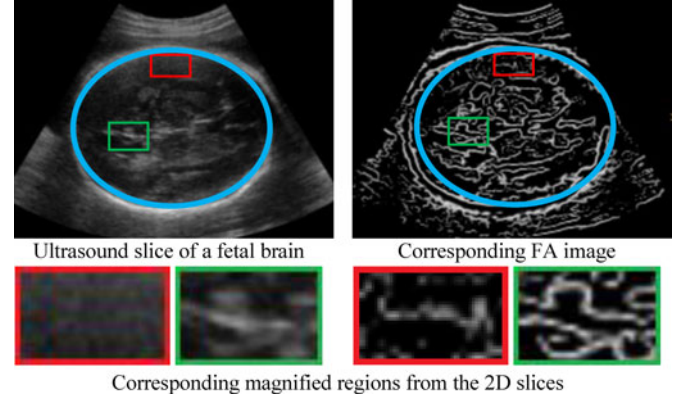 Ultrasound slice of a fetal brain
Corresponding FA image
Corresponding magnified regions from the 2D slices